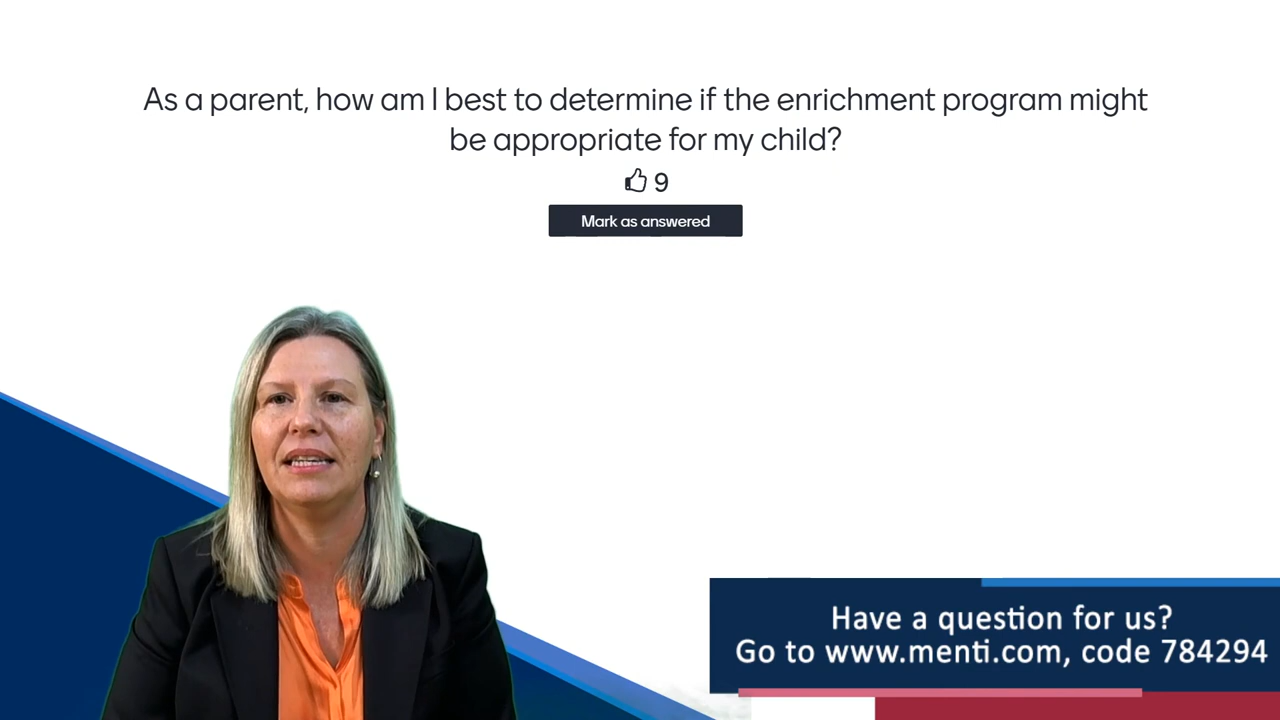 As a parent, how am I best to determine if the enrichment program might
be appropriate for my child?
9
Mark as answered
Have a question for us?
Go to www.menti.com, code 784294